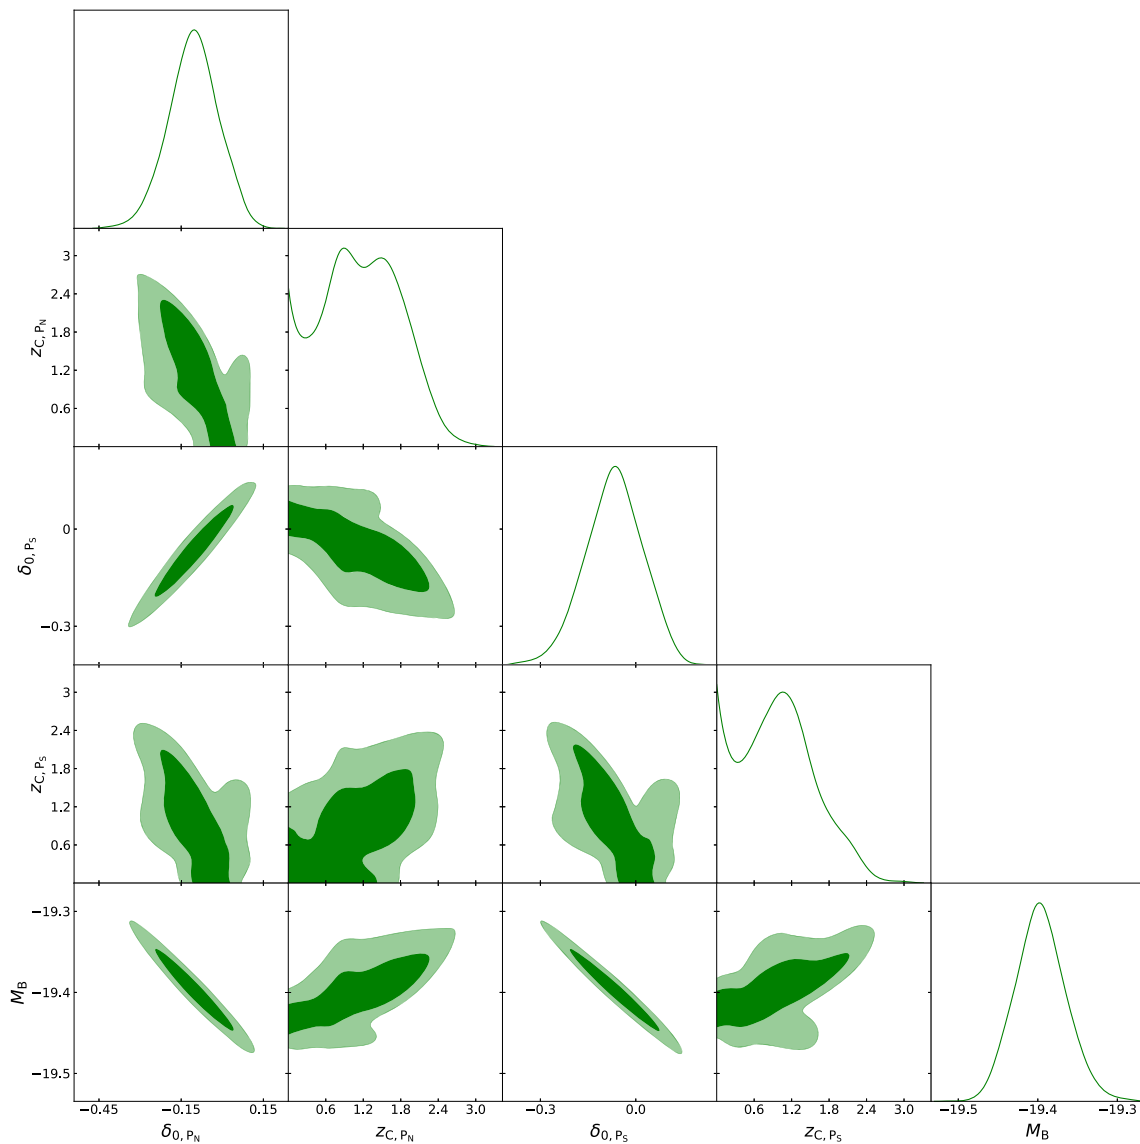 3.0
2.4
1.8
1.2
0.6
z_{C, P_N}
0
−0.3
δ_{0, P_S}
3.0
2.4
1.8
1.2
0.6
z_{C, P_S}
−19.3
−19.4
−19.5
M_B
−0.45 −0.15 0.15
δ_{0, P_N}
0.6 1.2 1.8 2.4 3.0
z_{C, P_N}
−0.3 0.0
δ_{0, P_S}
0.6 1.2 1.8 2.4 3.0
z_{C, P_S}
−19.5 −19.4 −19.3
M_B